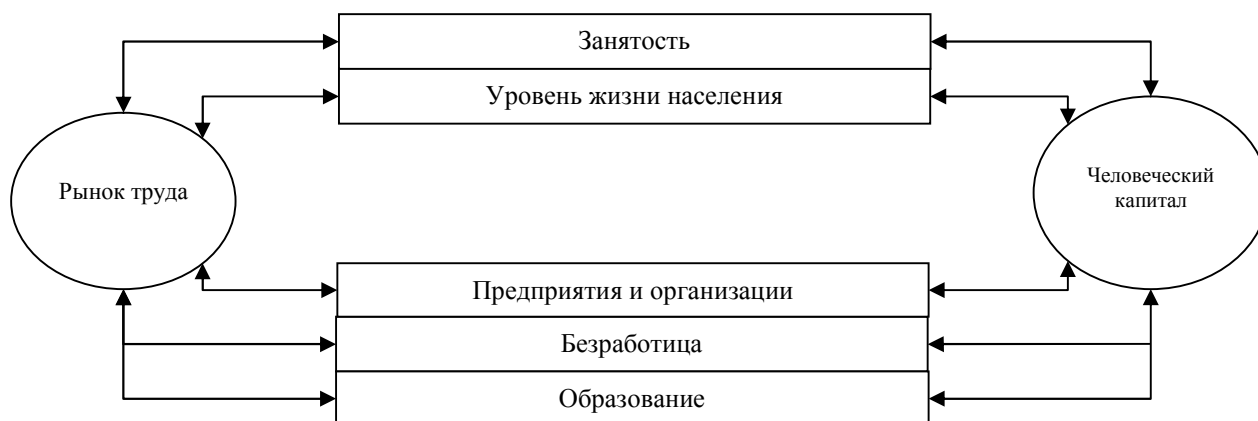 Занятость
Уровень жизни населения
Рынок труда
Человеческий
капитал
Предприятия и организации
Безработица
Образование